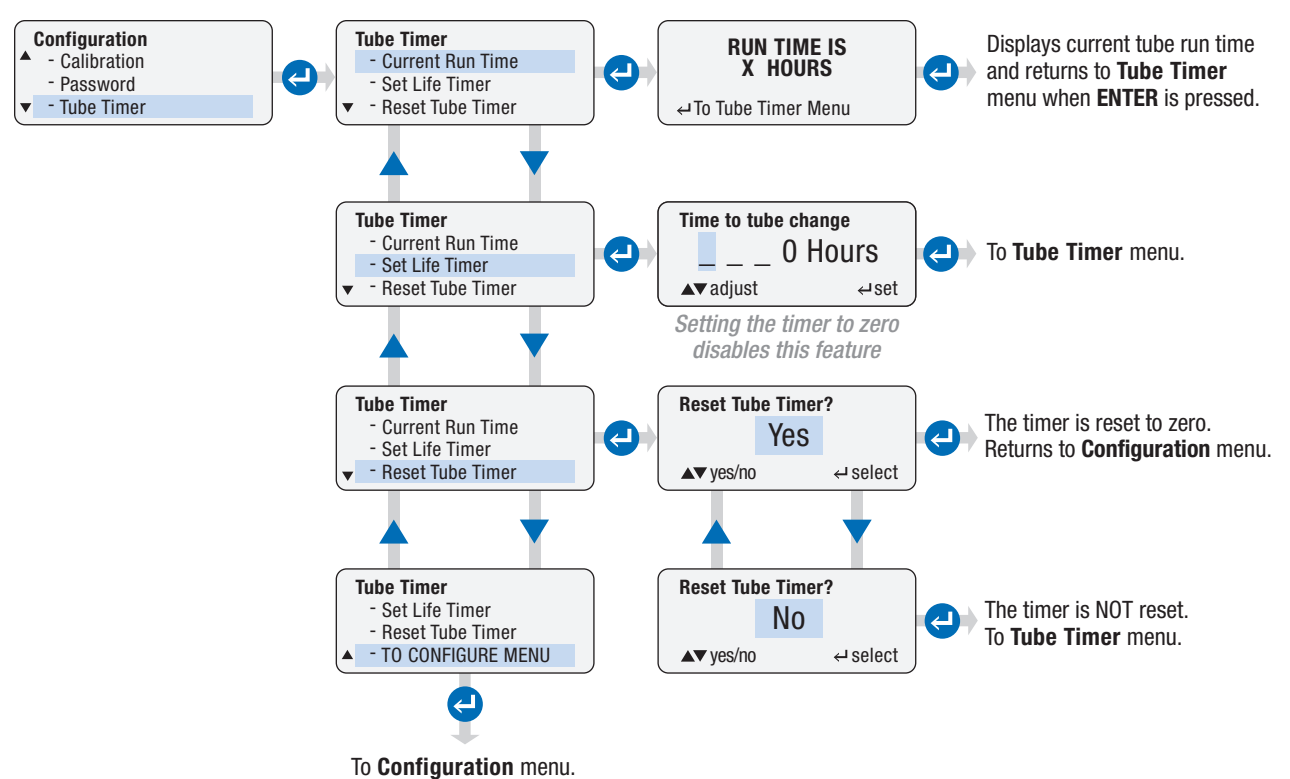 Configuration
- Calibration
- Password
- Tube Timer
Tube Timer
- Current Run Time
- Set Life Timer
- Reset Tube Timer
RUN TIME IS
X HOURS
↵To Tube Timer Menu
Displays current tube run time
and returns to Tube Timer
menu when ENTER is pressed.
Tube Timer
- Current Run Time
- Set Life Timer
- Reset Tube Timer
Time to tube change
_ _ _ 0 Hours
▲▼adjust ↵set
Setting the timer to zero
disables this feature
To Tube Timer menu.
Tube Timer
- Current Run Time
- Set Life Timer
- Reset Tube Timer
Reset Tube Timer?
Yes
▲▼yes/no ↵select
The timer is reset to zero.
Returns to Configuration menu.
Tube Timer
- Set Life Timer
- Reset Tube Timer
- TO CONFIGURE MENU
Reset Tube Timer?
No
▲▼yes/no ↵select
The timer is NOT reset.
To Tube Timer menu.
To Configuration menu.